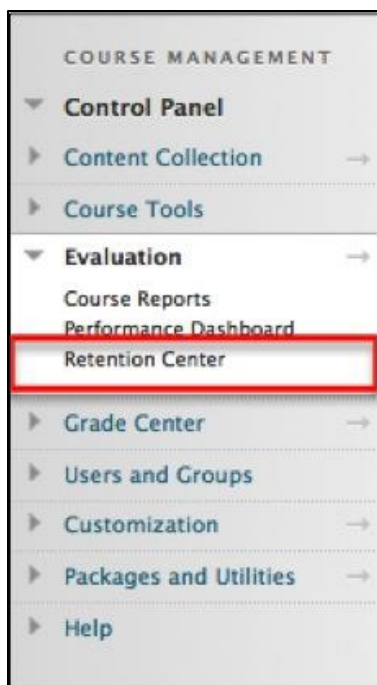 COURSE MANAGEMENT
Control Panel
Content Collection
Course Tools
Evaluation
Course Reports
Performance Dashboard
Retention Center
Grade Center
Users and Groups
Customization
Packages and Utilities
Help